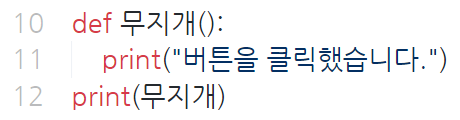 10 def 무지개():
11     print("버튼을 클릭했습니다.")
12 print(무지개)